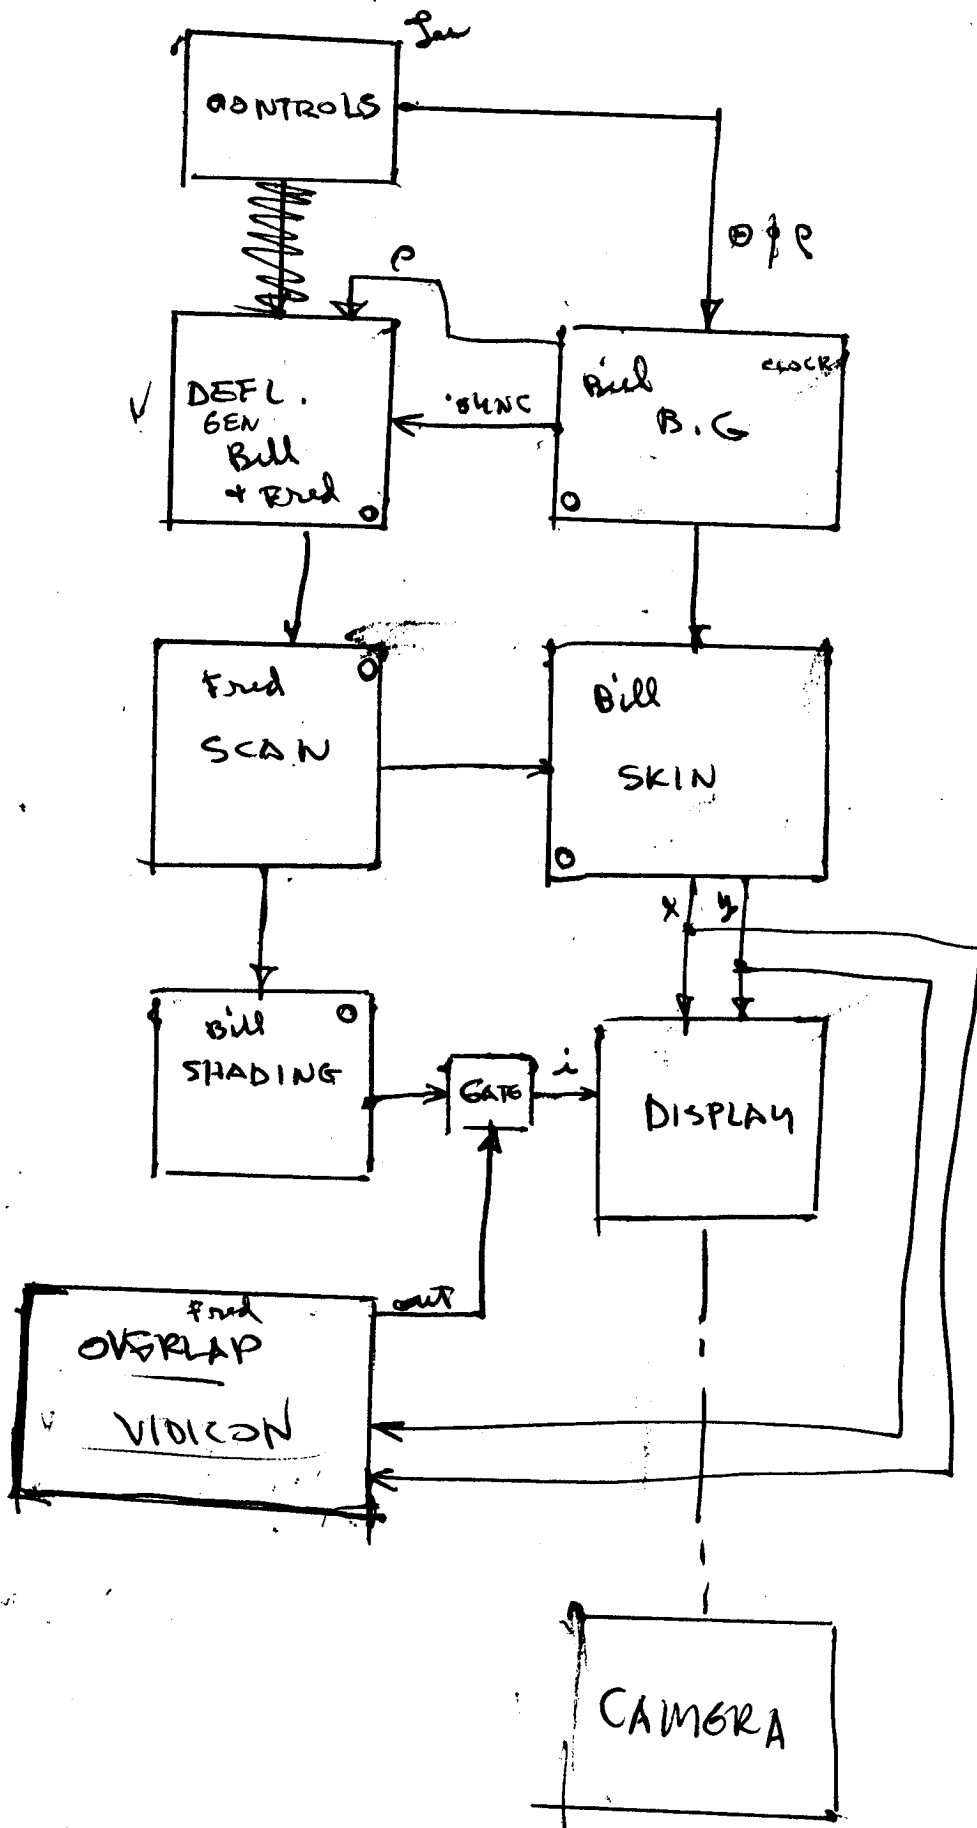 CONTROLS
θ φ ρ
ρ
DEFL.
GEN
Bill
+ Fred
SYNC
Bill
CLOCK
B.G
Fred
SCAN
Bill
SKIN
x y
Bill
SHADING
GATE
i
DISPLAY
out
Fred
OVERLAP
VIDICON
CAMERA